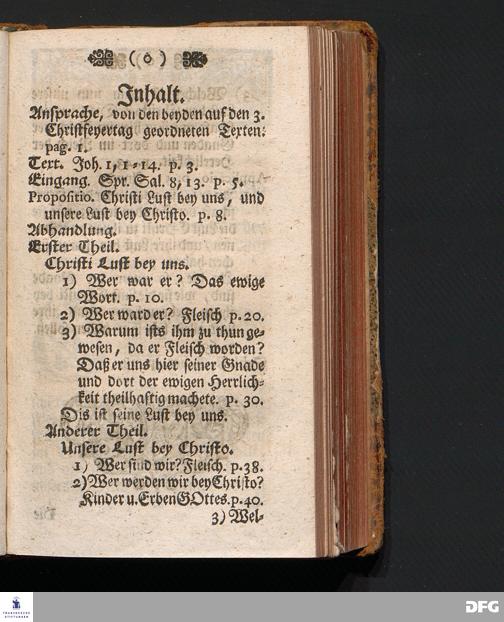 ( o )
Inhalt.
Ansprache, von den beyden auf den 3.
Christfeyertag geordneten Texten:
pag. 1.
Text. Joh. 1, 1-14. p. 3.
Eingang. Spr. Sal. 8, 13. p. 5.
Propositio. Christi Lust bey uns, und
unsere Lust bey Christo. p. 8.
Abhandlung.
Erster Theil.
Christi Lust bey uns.
1) Wer war er? Das ewige
Wort. p. 10.
2) Wer ward er? Fleisch p. 20.
3) Warum ists ihm zu thun ge-
wesen, da er Fleisch worden?
Daß er uns hier seiner Gnade
und dort der ewigen Herrlich-
keit theilhaftig machete. p. 30.
Dis ist seine Lust bey uns.
Anderer Theil.
Unsere Lust bey Christo.
1) Wer sind wir? Fleisch. p. 38.
2) Wer werden wir bey Christo?
Kinder u. Erben GOttes. p. 40.
3) Wel-
FRANCKESCHE
STIFTUNGEN
DFG